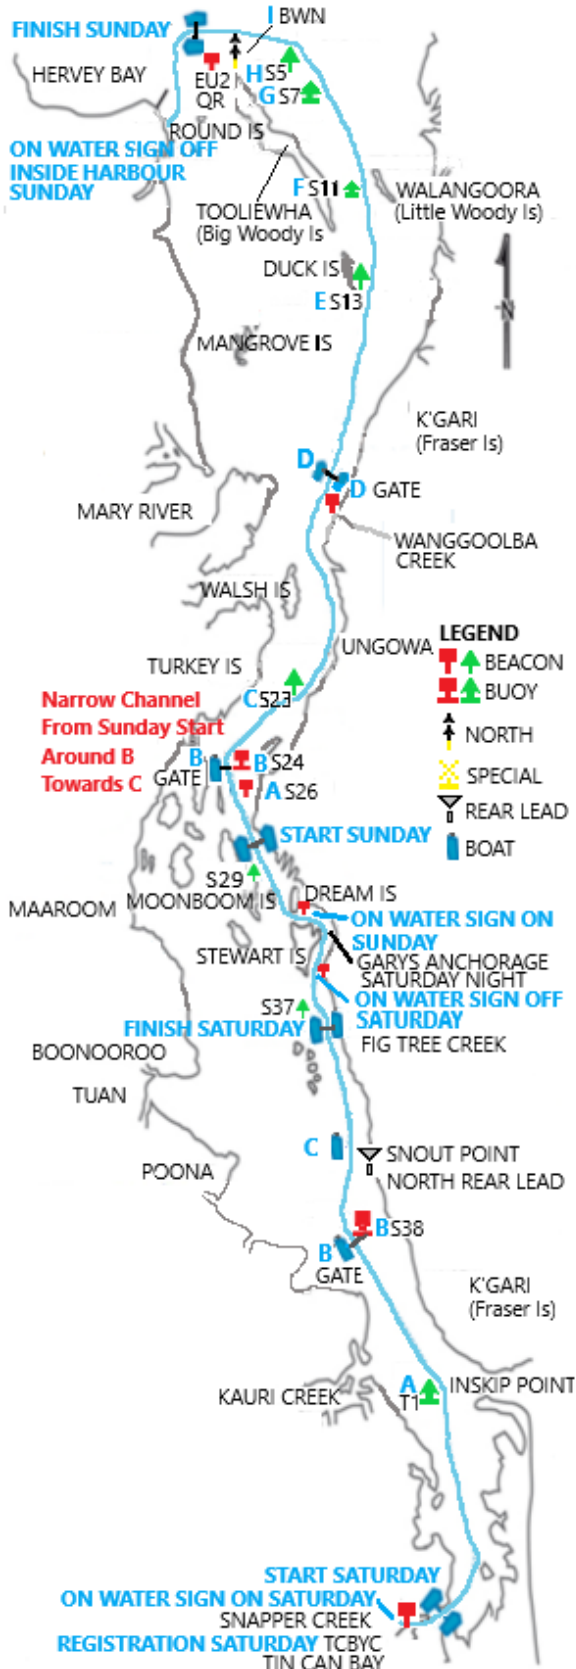 I BWN
FINISH SUNDAY
HERVEY BAY
EU2
QR
H S5
G S7
ROUND IS
ON WATER SIGN OFF
INSIDE HARBOUR
SUNDAY
F S11
WALANGOORA
(Little Woody Is)
TOOLIEWHA
(Big Woody Is
DUCK IS
E S13
N
MANGROVE IS
K'GARI
(Fraser Is)
D
D GATE
MARY RIVER
WANGGOOLBA
CREEK
WALSH IS
UNGOWA
LEGEND
BEACON
BUOY
NORTH
SPECIAL
REAR LEAD
BOAT
TURKEY IS
C S23
Narrow Channel
From Sunday Start
Around B
Towards C
B
GATE
B S24
A S26
START SUNDAY
S29
MOONBOOM IS
DREAM IS
MAAROOM
ON WATER SIGN ON
SUNDAY
STEWART IS
GARYS ANCHORAGE
SATURDAY NIGHT
ON WATER SIGN OFF
SATURDAY
S37
FINISH SATURDAY
FIG TREE CREEK
BOONOOROO
TUAN
C
SNOUT POINT
NORTH REAR LEAD
POONA
B S38
B
GATE
K'GARI
(Fraser Is)
A
T1
INSKIP POINT
KAURI CREEK
START SATURDAY
ON WATER SIGN ON SATURDAY
SNAPPER CREEK
REGISTRATION SATURDAY TCBYC
TIN CAN BAY